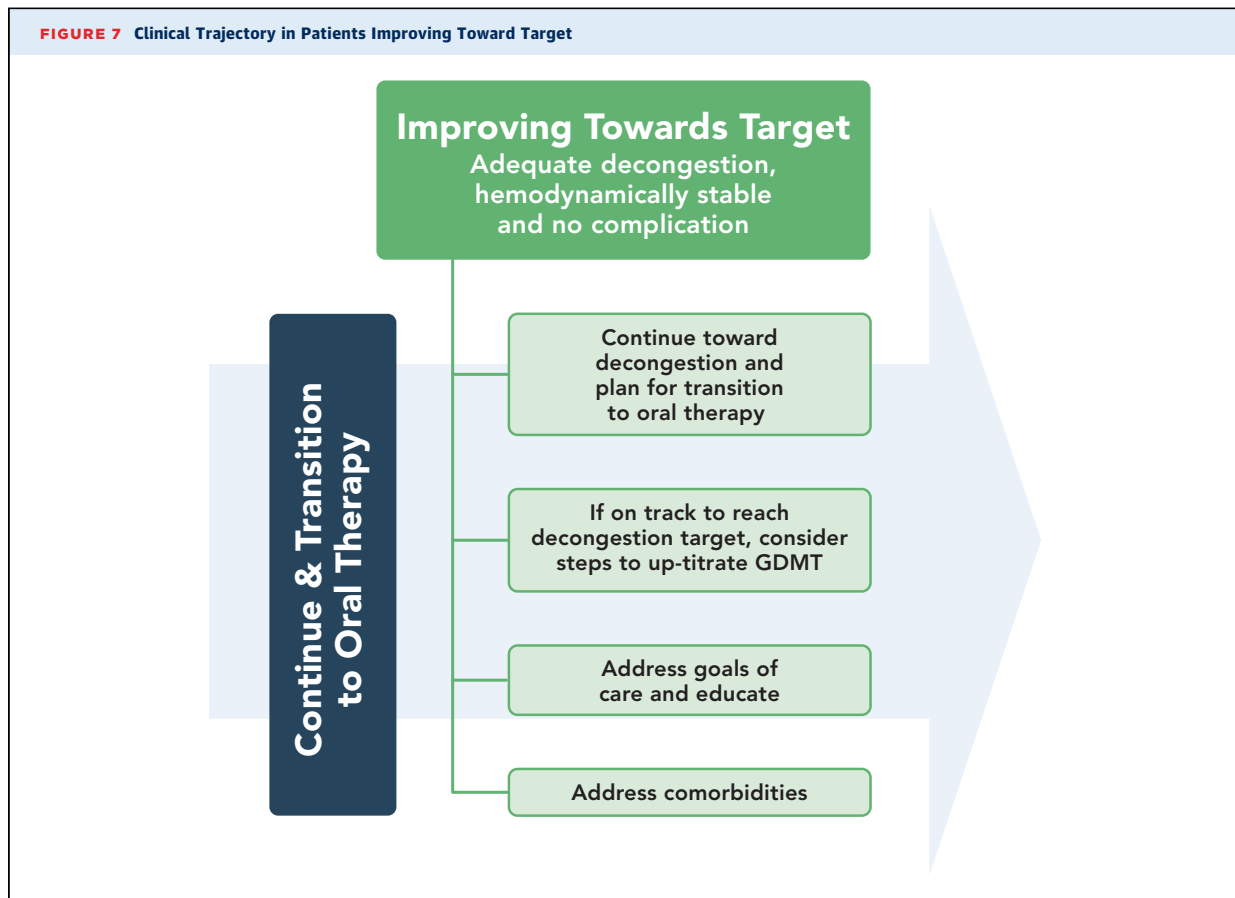 FIGURE 7 Clinical Trajectory in Patients Improving Toward Target
Improving Towards Target
Adequate decongestion,
hemodynamically stable
and no complication
Continue & Transition
to Oral Therapy
Continue toward
decongestion and
plan for transition
to oral therapy
If on track to reach
decongestion target, consider
steps to up-titrate GDMT
Address goals of
care and educate
Address comorbidities